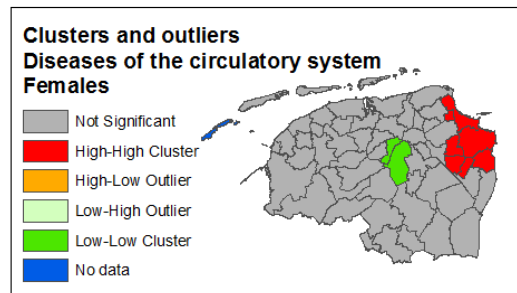 Clusters and outliers
Diseases of the circulatory system
Females
Not Significant
High-High Cluster
High-Low Outlier
Low-High Outlier
Low-Low Cluster
No data